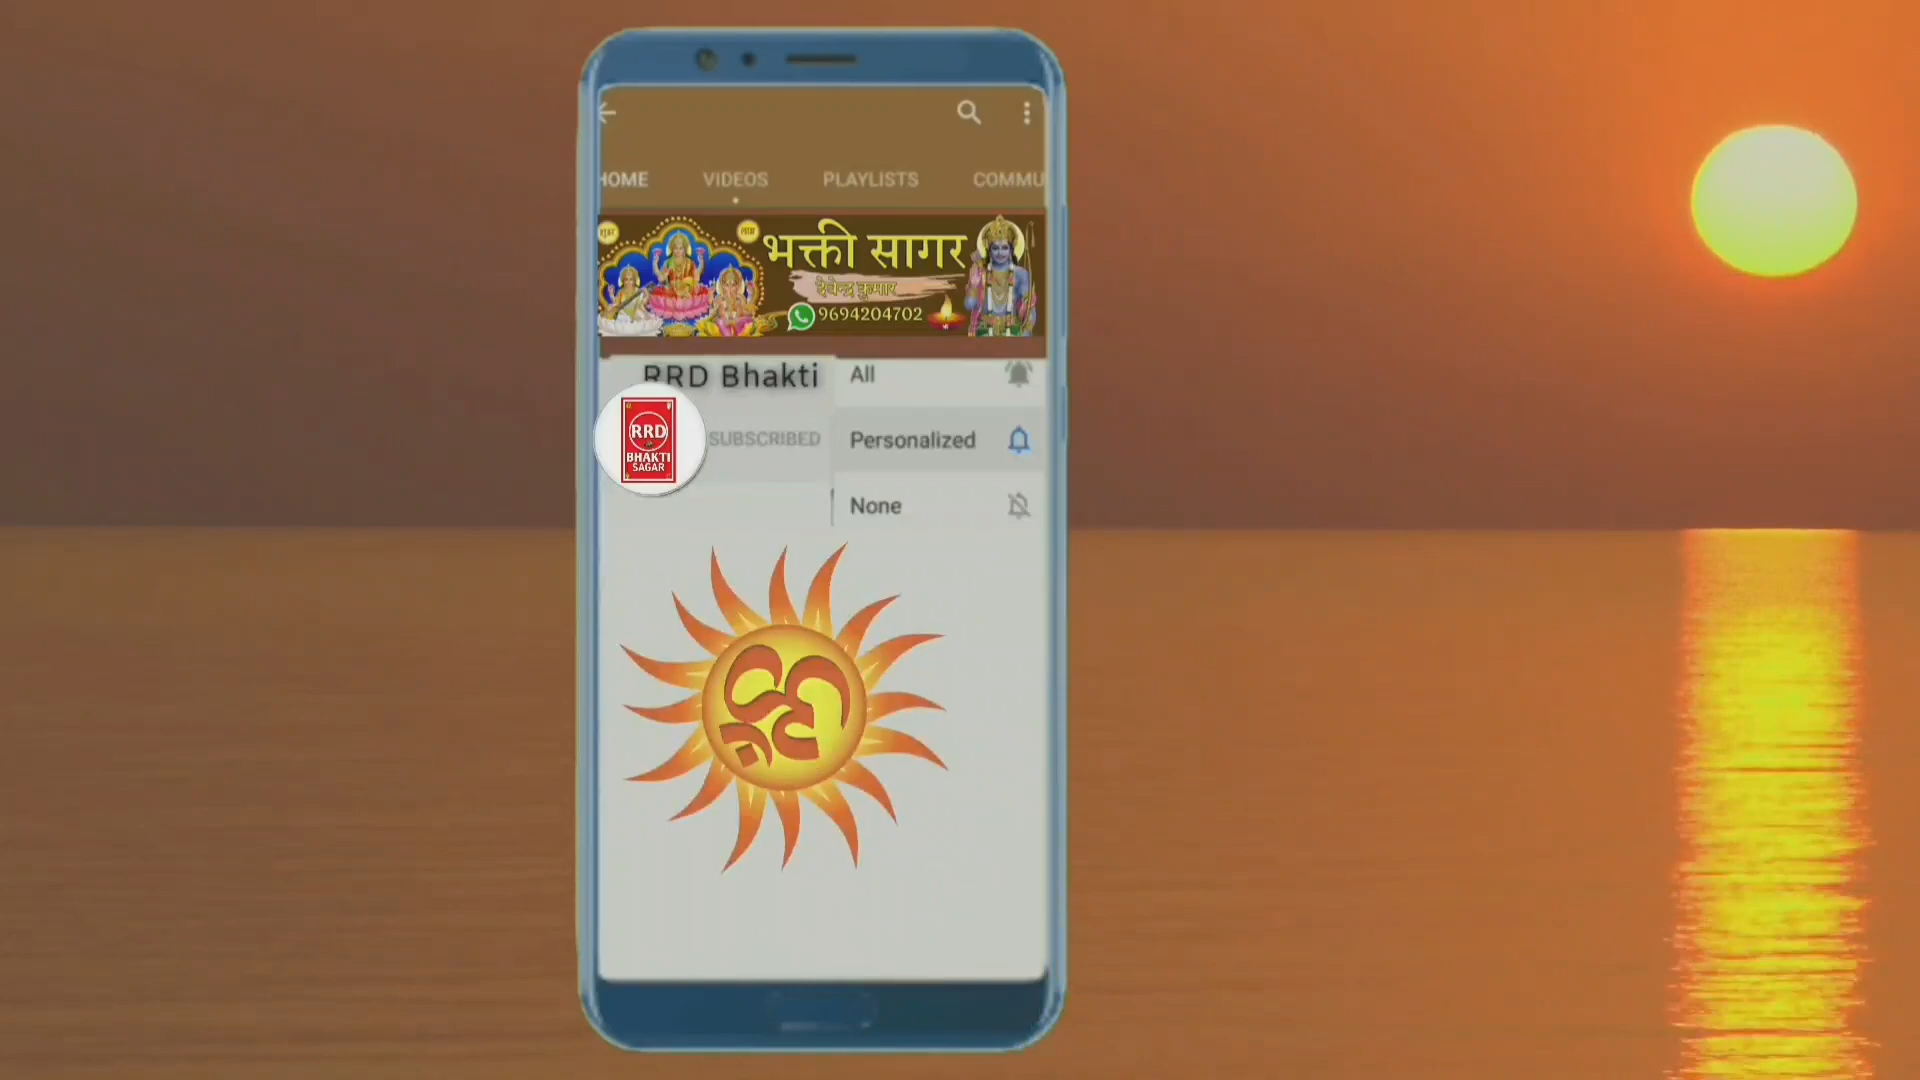 HOME VIDEOS PLAYLISTS COMMU
शुभ लाभ
भक्ती सागर
देवेन्द्र कुमार
9694204702
RRD Bhakti
All
RRD
BHAKTI
SAGAR
SUBSCRIBED
Personalized
None